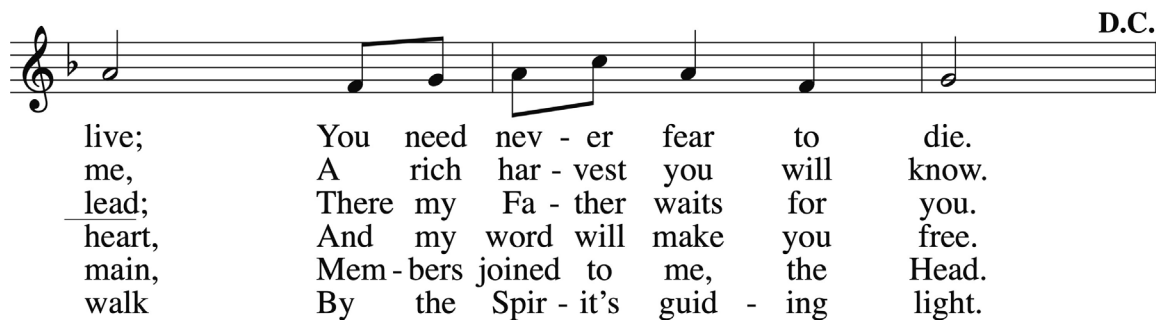 D.C.
live; You need nev - er fear to die.
me, A rich har - vest you will know.
lead; There my Fa - ther waits for you.
heart, And my word will make you free.
main, Mem - bers joined to me, the Head.
walk By the Spir - it's guid - ing light.